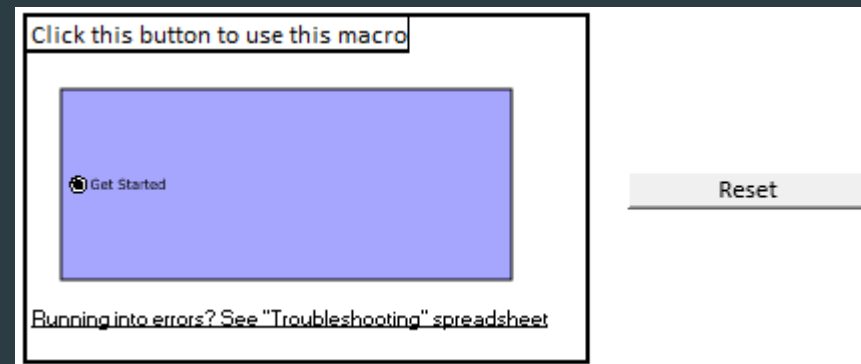 Click this button to use this macro
Get Started
Reset
Running into errors? See "Troubleshooting" spreadsheet